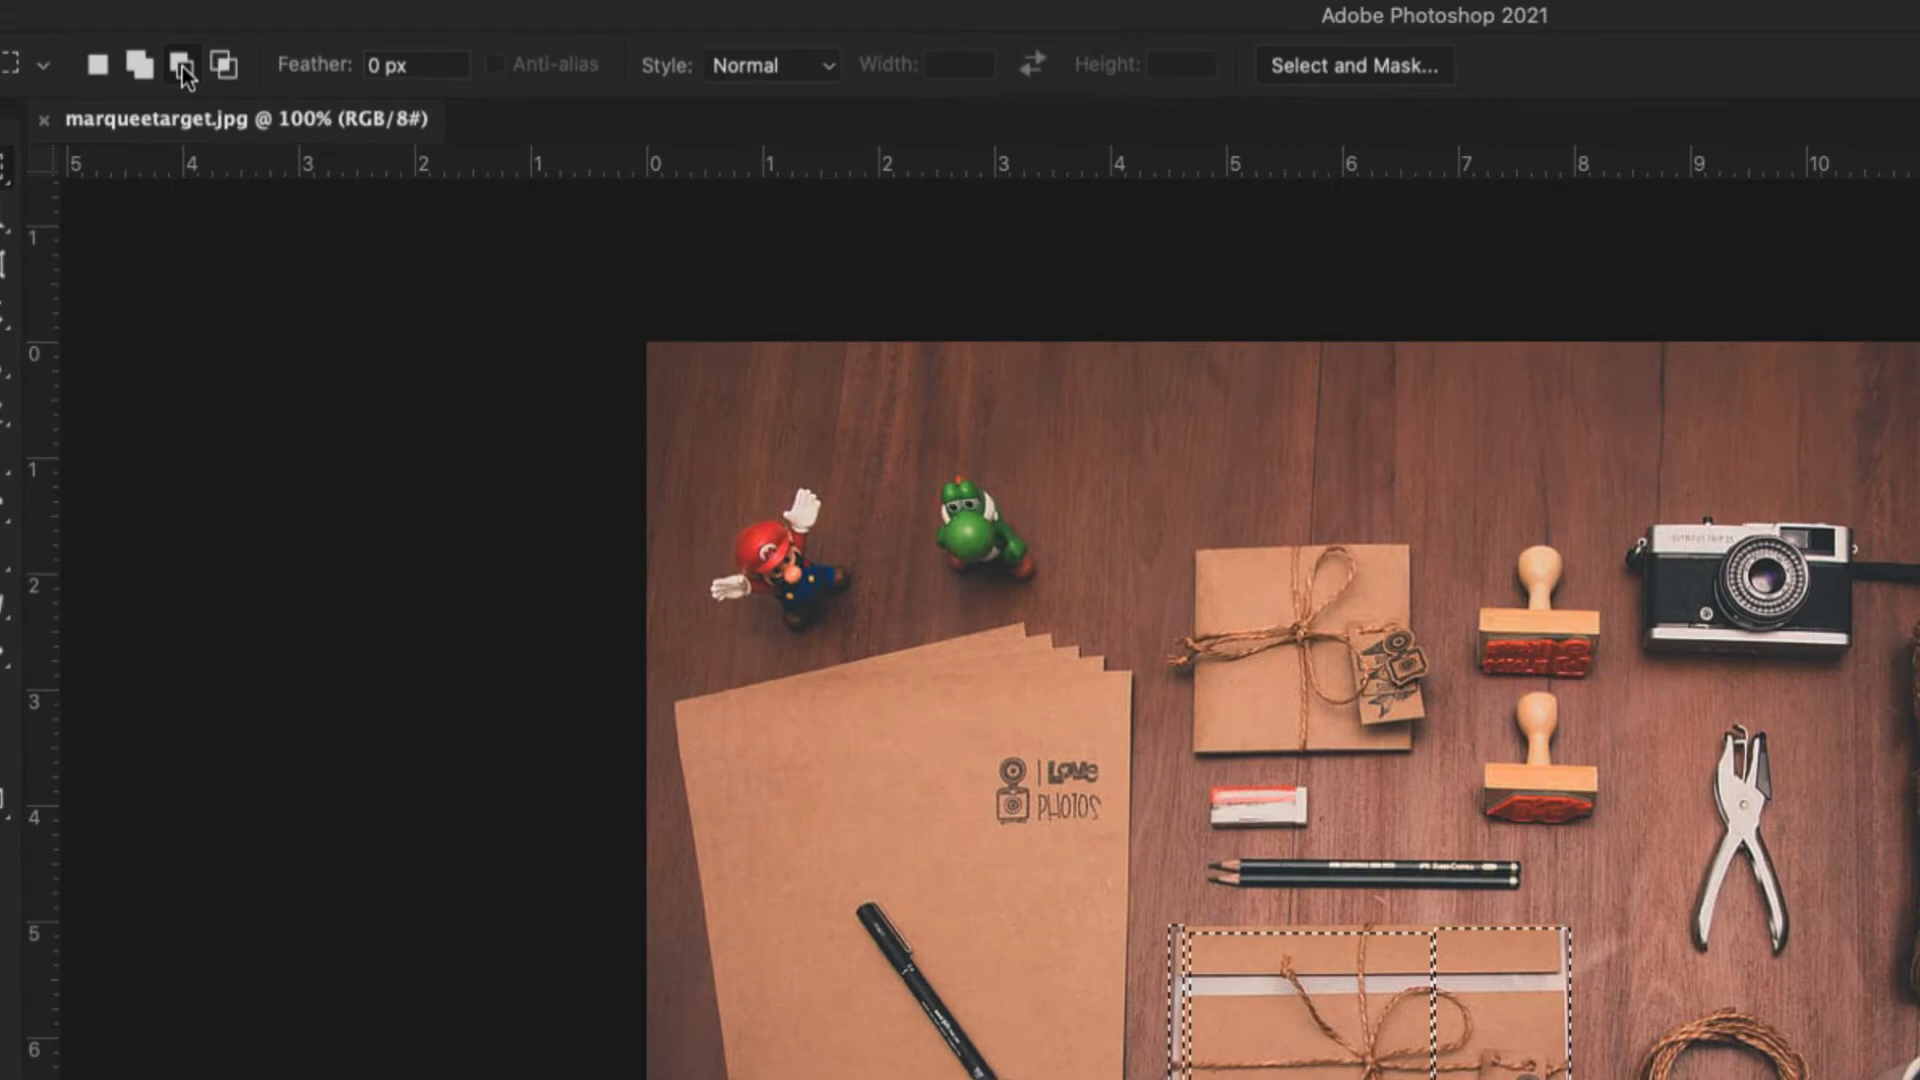 Adobe Photoshop 2021
Feather: 0 px Anti-alias Style: Normal Width: Height: Select and Mask...
× marqueetarget.jpg @ 100% (RGB/8#)
5 4 3 2 1 0 1 2 3 4 5 6 7 8 9 10
1
0
1
2
3
4
5
6
M
I LOVE
PHOTOS